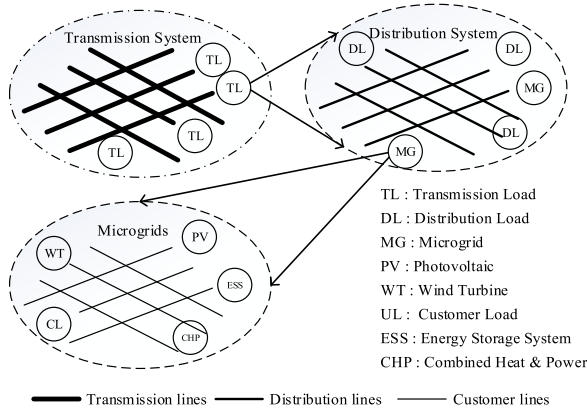 Transmission System
TL
TL
TL
TL
Distribution System
DL
DL
MG
DL
MG
Microgrids
PV
WT
ESS
CL
CHP
TL : Transmission Load
DL : Distribution Load
MG : Microgrid
PV : Photovoltaic
WT : Wind Turbine
UL : Customer Load
ESS : Energy Storage System
CHP : Combined Heat & Power
Transmission lines
Distribution lines
Customer lines